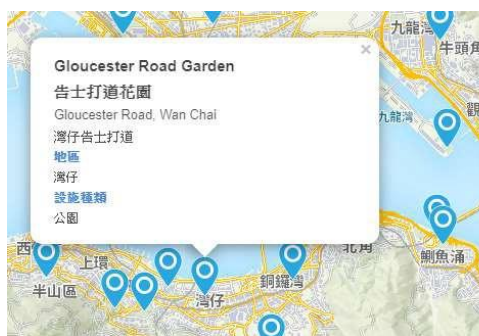 九龍灣
牛頭角
Gloucester Road Garden
告士打道花園
Gloucester Road, Wan Chai
灣仔告士打道
地區
灣仔
設施種類
公園
×
九龍灣
觀
西
上環
半山區
灣仔
銅鑼灣
北角
鰂魚涌